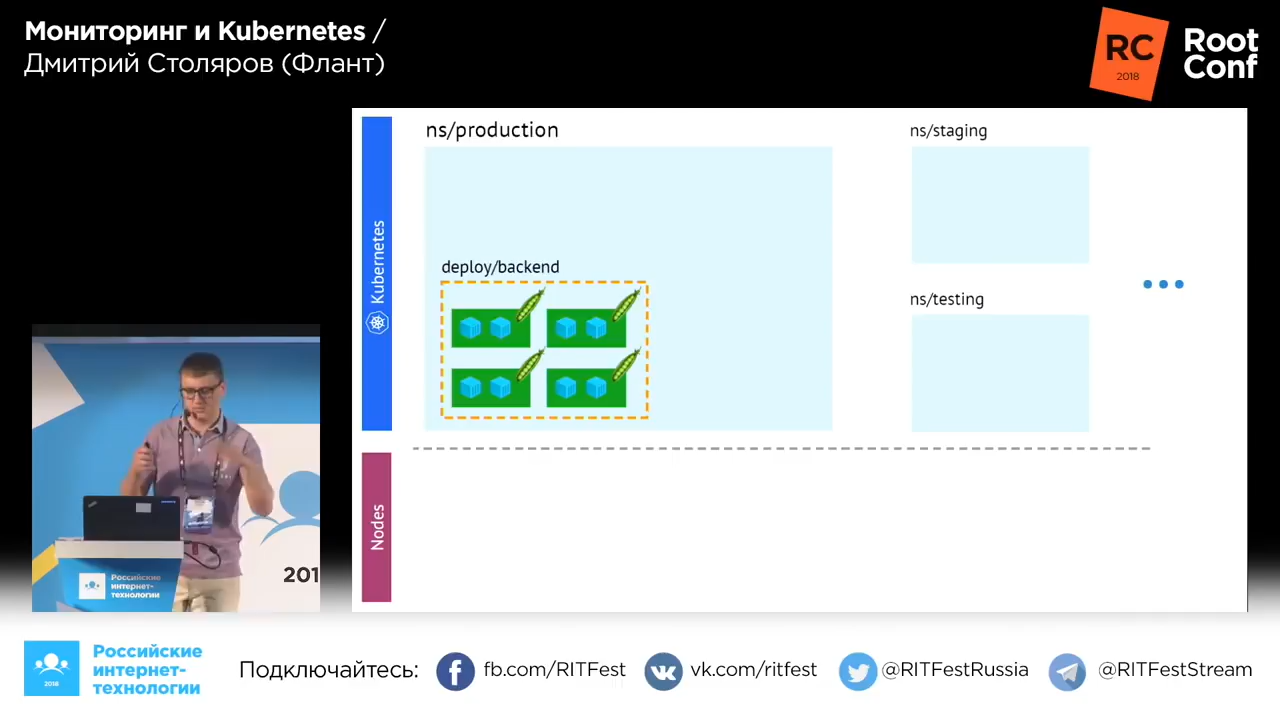 Мониторинг и Kubernetes /
Дмитрий Столяров (Флант)
RC
2018
Root
Conf
ns/production
ns/staging
Kubernetes
deploy/backend
ns/testing
Nodes
201
Российские
интернет-
технологии
2018
Российские
интернет-
технологии
Подключайтесь:
fb.com/RITFest
vk.com/ritfest
@RITFestRussia
@RITFestStream